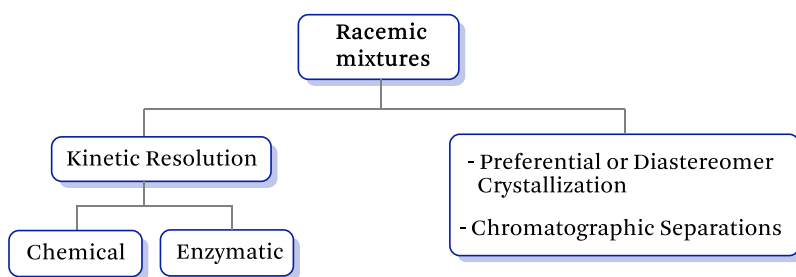 Racemic
mixtures
Kinetic Resolution
- Preferential or Diastereomer
Crystallization
- Chromatographic Separations
Chemical
Enzymatic